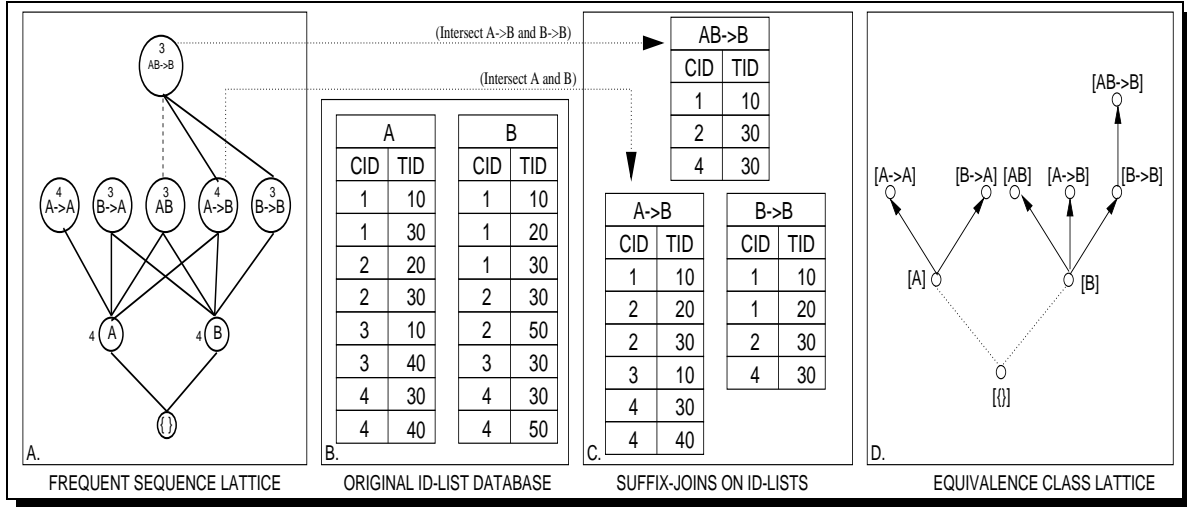 (Intersect A->B and B->B)
(Intersect A and B)
3
AB->B
4
A->A
3
B->A
3
AB
4
A->B
3
B->B
4 A
4 B
{ }
A.
FREQUENT SEQUENCE LATTICE
A
CID TID
1 10
1 30
2 20
2 30
3 10
3 40
4 30
4 40
B
CID TID
1 10
1 20
1 30
2 30
2 50
3 30
4 30
4 50
B.
ORIGINAL ID-LIST DATABASE
AB->B
CID TID
1 10
2 30
4 30
A->B
CID TID
1 10
2 20
2 30
3 10
4 30
4 40
B->B
CID TID
1 10
1 20
2 30
4 30
C.
SUFFIX-JOINS ON ID-LISTS
[AB->B]
[A->A] [B->A] [AB] [A->B] [B->B]
[A] [B]
[{}]
D.
EQUIVALENCE CLASS LATTICE